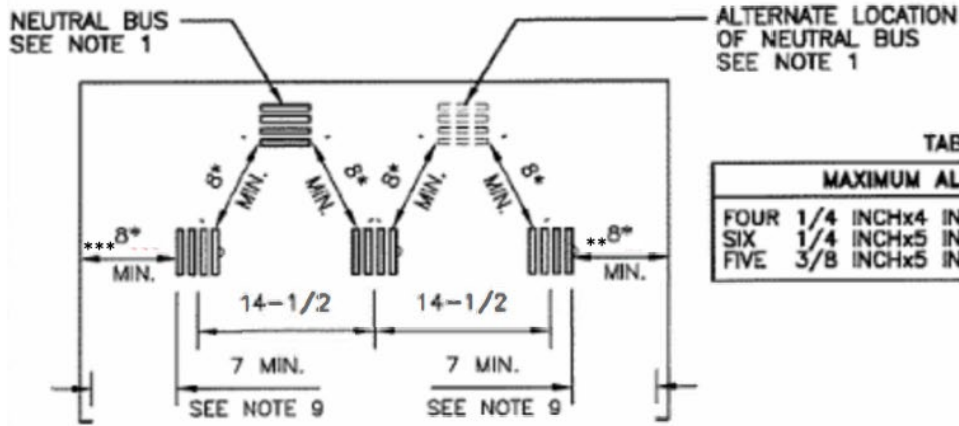 NEUTRAL BUS
SEE NOTE 1
ALTERNATE LOCATION
OF NEUTRAL BUS
SEE NOTE 1
TAB
MAXIMUM AL
FOUR 1/4 INCHx4 IN
SIX 1/4 INCHx5 IN
FIVE 3/8 INCHx5 IN
8*
MIN.
8*
MIN.
8*
MIN.
8*
MIN.
***8*
MIN.
**8*
MIN.
14-1/2
14-1/2
7 MIN.
7 MIN.
SEE NOTE 9
SEE NOTE 9